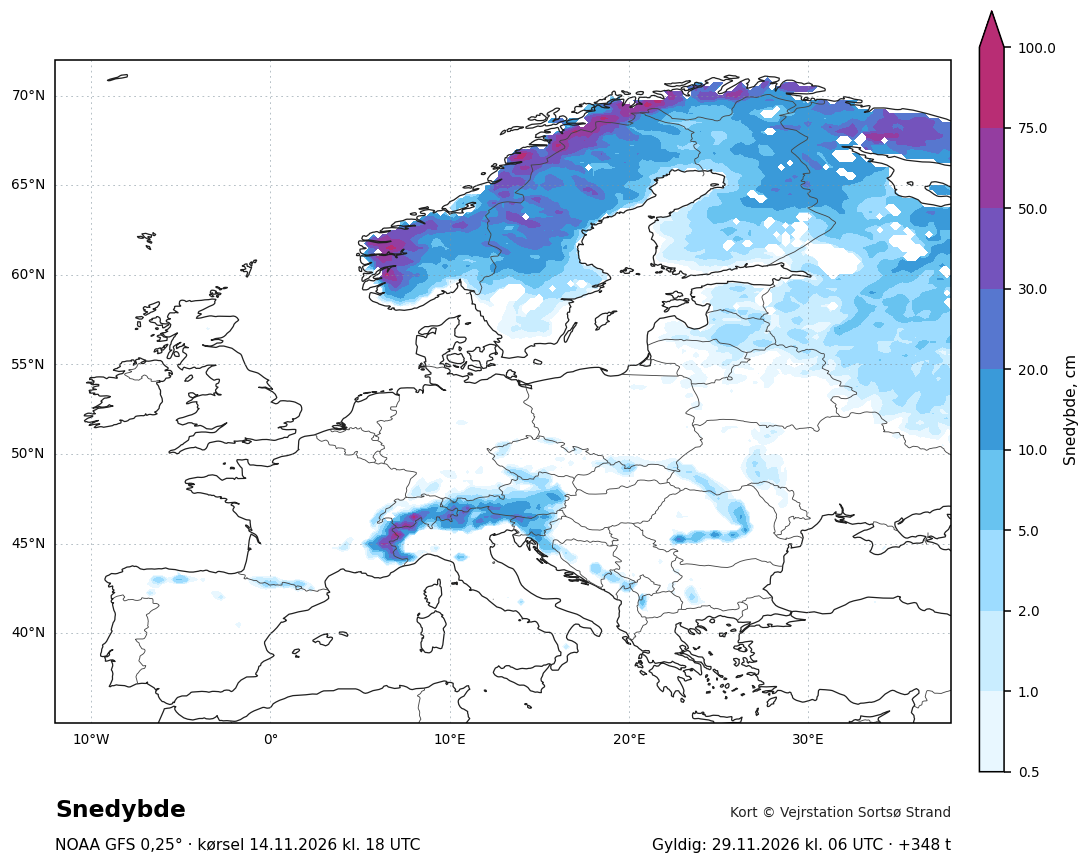 100.0
75.0
50.0
30.0
20.0
10.0
5.0
2.0
1.0
0.5
Snedybde, cm
70°N
65°N
60°N
55°N
50°N
45°N
40°N
10°W
0°
10°E
20°E
30°E
Snedybde
Kort © Vejrstation Sortsø Strand
NOAA GFS 0,25° · kørsel 14.11.2026 kl. 18 UTC
Gyldig: 29.11.2026 kl. 06 UTC · +348 t